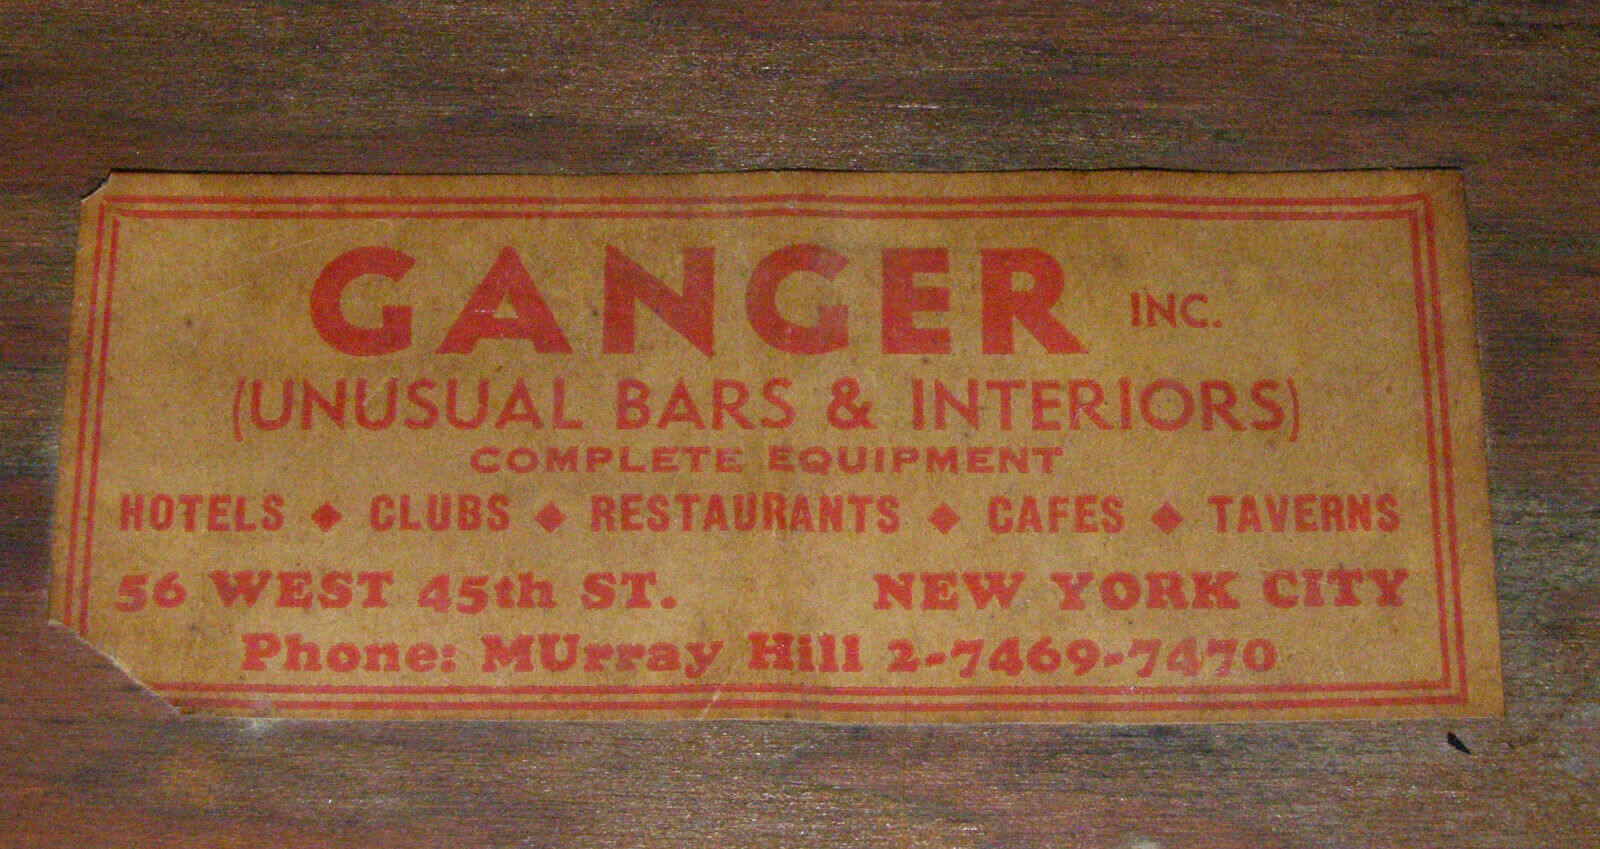 GANGER INC.
(UNUSUAL BARS & INTERIORS)
COMPLETE EQUIPMENT
HOTELS ◆ CLUBS ◆ RESTAURANTS ◆ CAFES ◆ TAVERNS
56 WEST 45th ST. NEW YORK CITY
Phone: MUrray Hill 2-7469-7470